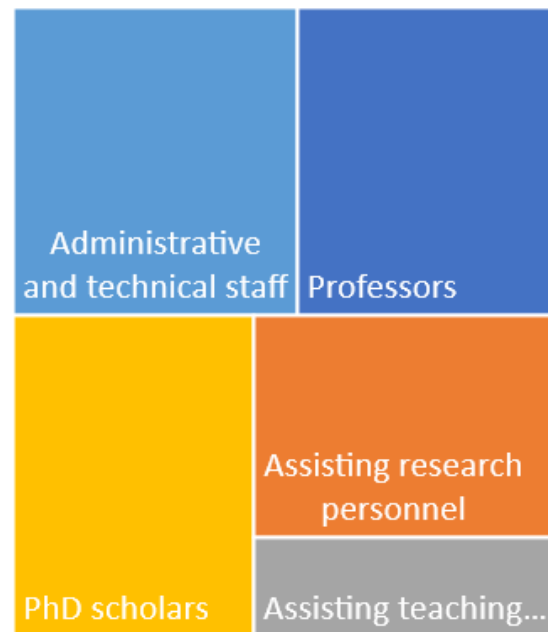 Administrative
and technical staff
Professors
PhD scholars
Assisting research
personnel
Assisting teaching...